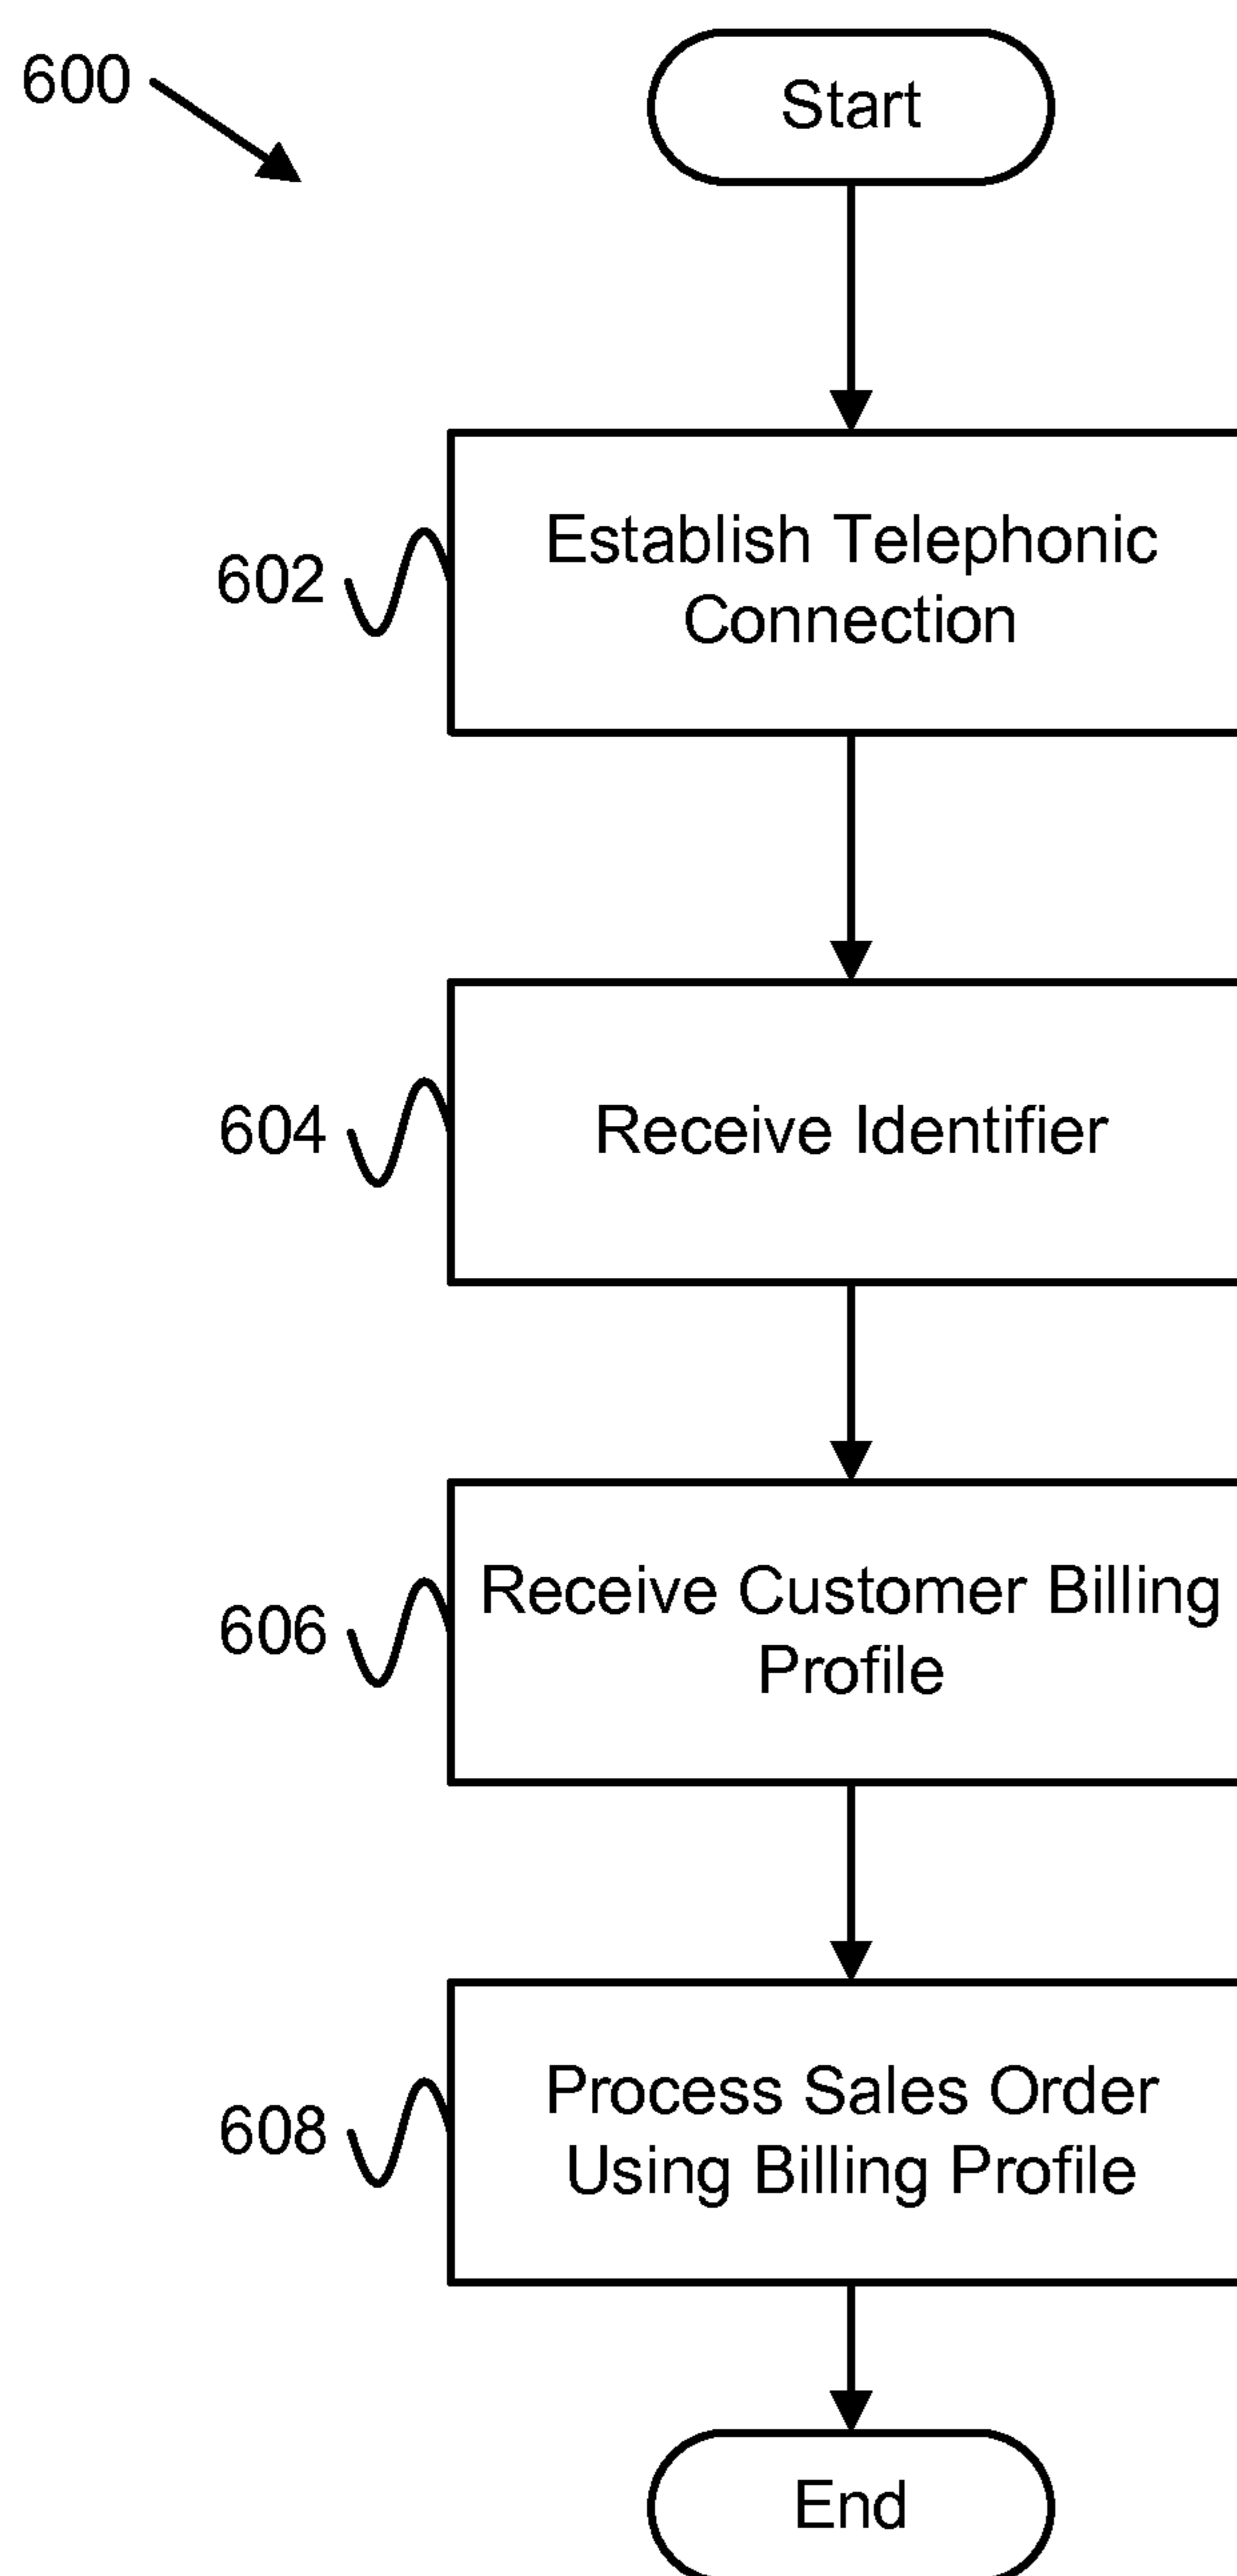 600
Start
602
Establish Telephonic
Connection
604
Receive Identifier
606
Receive Customer Billing
Profile
608
Process Sales Order
Using Billing Profile
End